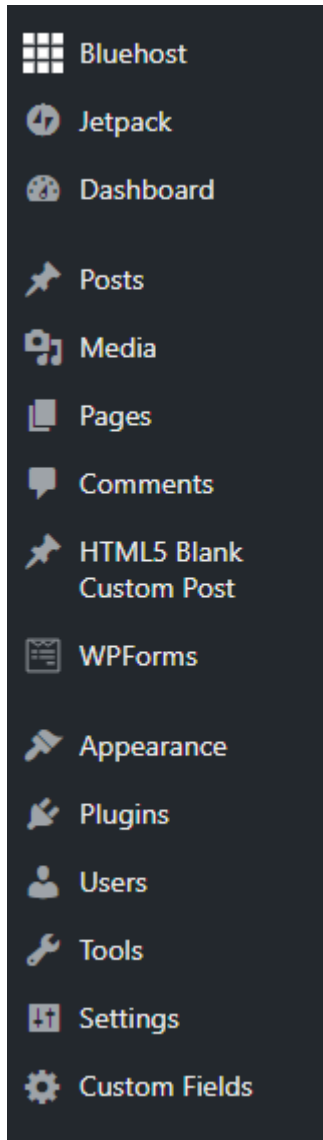 Bluehost
Jetpack
Dashboard
Posts
Media
Pages
Comments
HTML5 Blank
Custom Post
WPForms
Appearance
Plugins
Users
Tools
Settings
Custom Fields